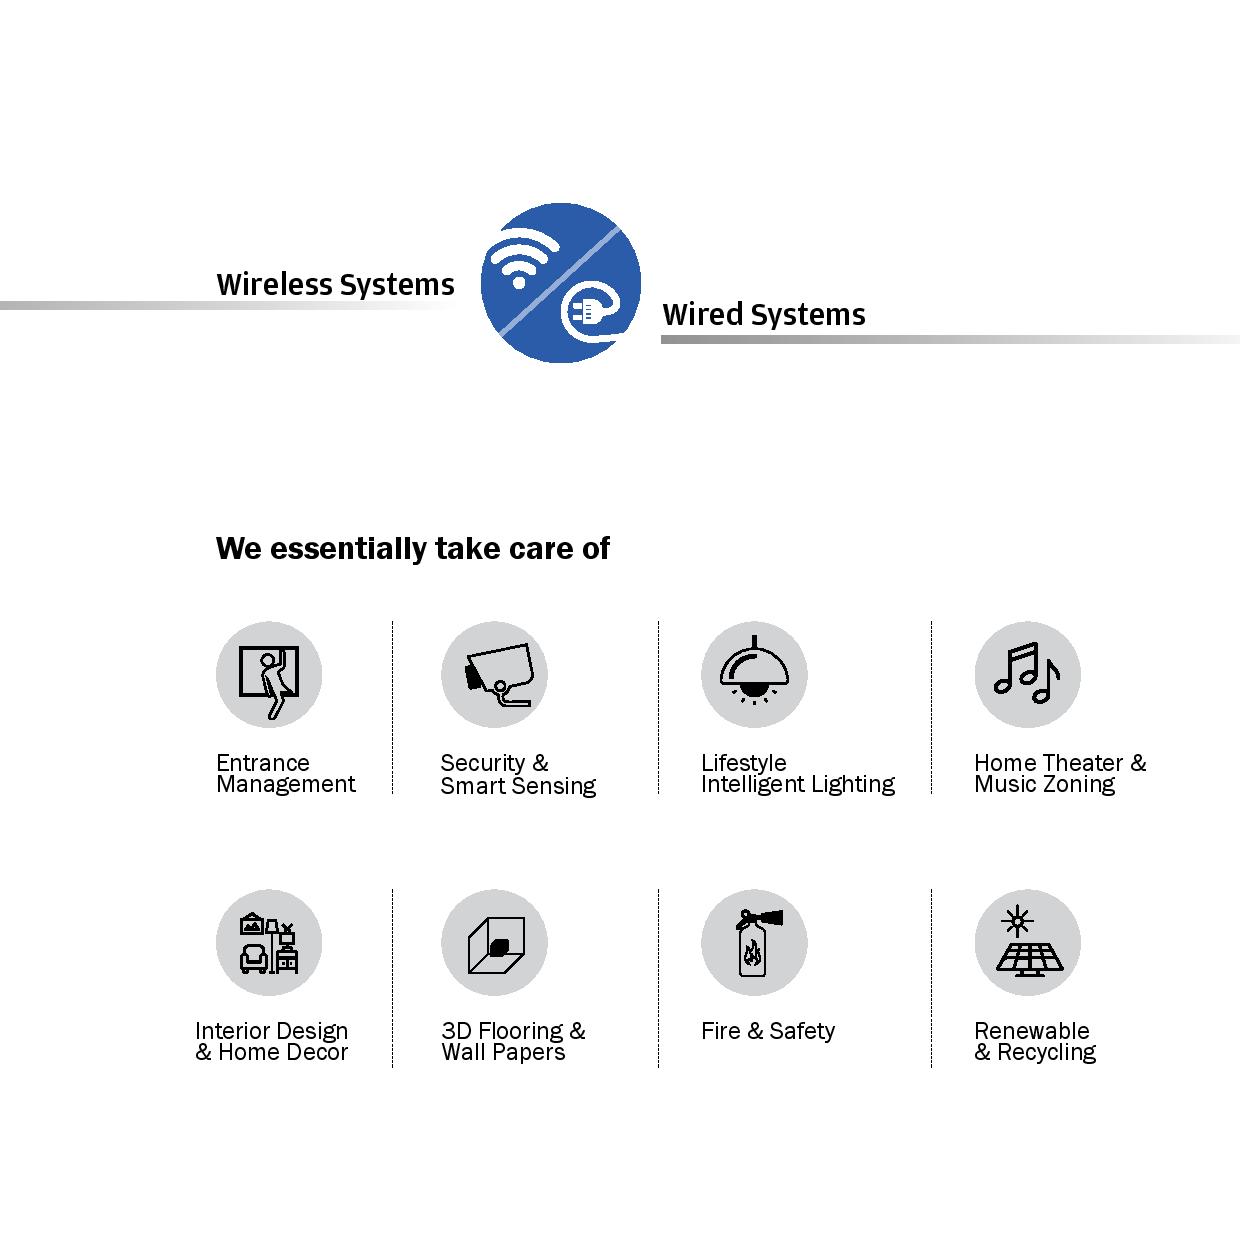 Wireless Systems
Wired Systems
We essentially take care of
Entrance
Management
Security &
Smart Sensing
Lifestyle
Intelligent Lighting
Home Theater &
Music Zoning
Interior Design
& Home Decor
3D Flooring &
Wall Papers
Fire & Safety
Renewable
& Recycling